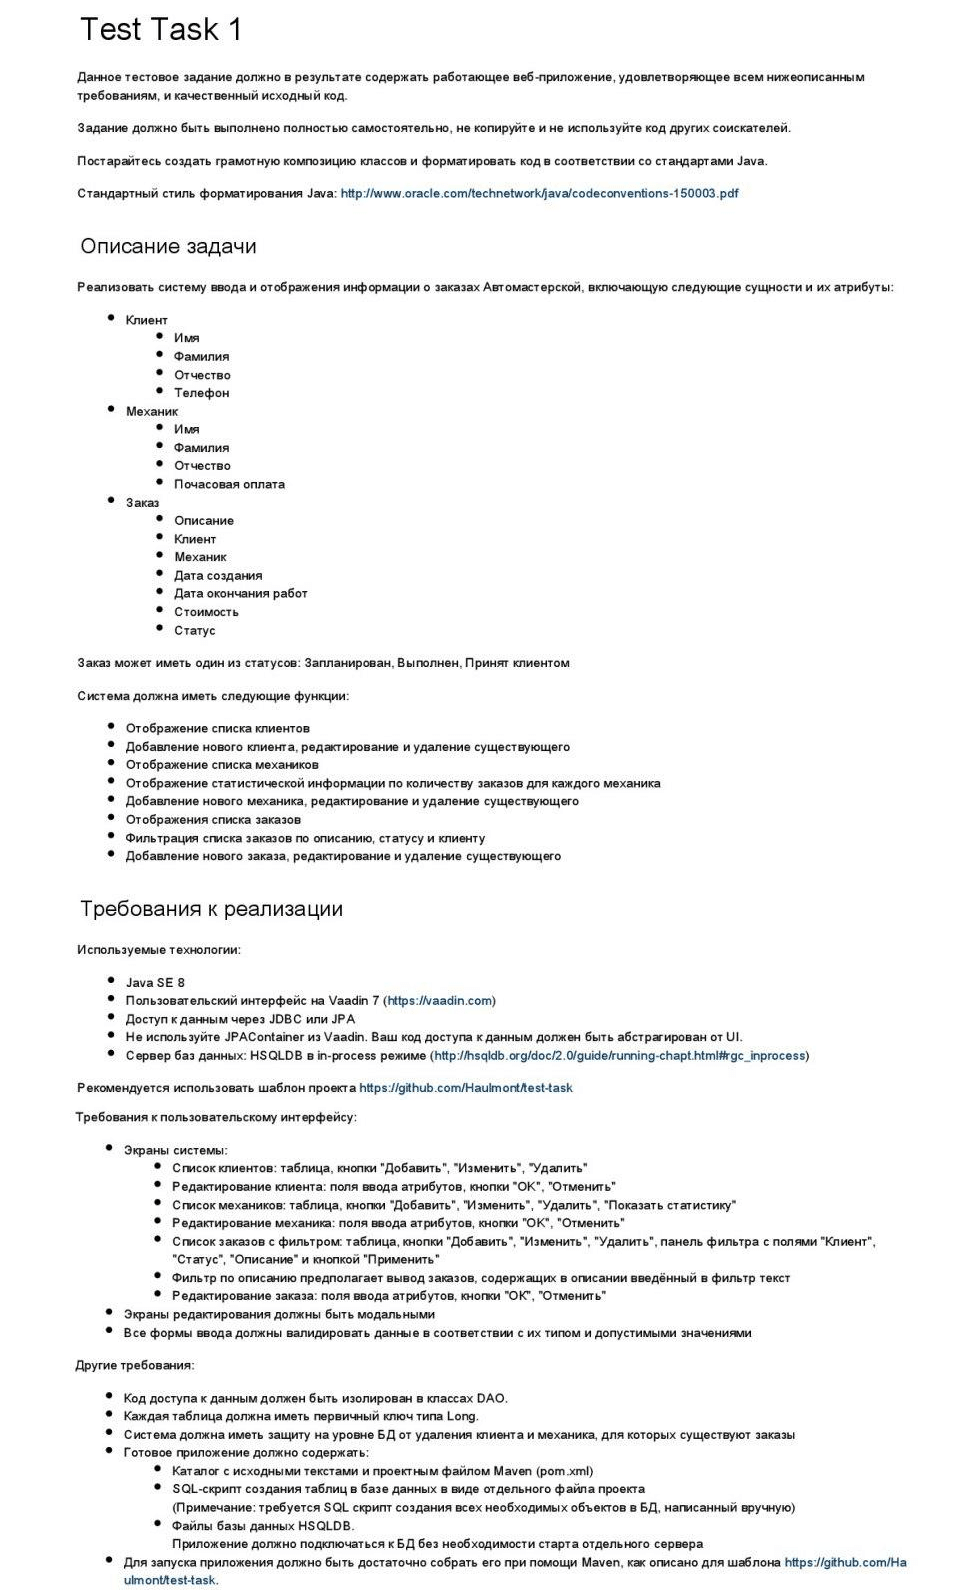 Test Task 1
Данное тестовое задание должно в результате содержать работающее веб-приложение, удовлетворяющее всем нижеописанным
требованиям, и качественный исходный код.
Задание должно быть выполнено полностью самостоятельно, не копируйте и не используйте код других соискателей.
Постарайтесь создать грамотную композицию классов и форматировать код в соответствии со стандартами Java.
Стандартный стиль форматирования Java: http://www.oracle.com/technetwork/java/codeconventions-150003.pdf
Описание задачи
Реализовать систему ввода и отображения информации о заказах Автомастерской, включающую следующие сущности и их атрибуты:
• Клиент
• Имя
• Фамилия
• Отчество
• Телефон
• Механик
• Имя
• Фамилия
• Отчество
• Почасовая оплата
• Заказ
• Описание
• Клиент
• Механик
• Дата создания
• Дата окончания работ
• Стоимость
• Статус
Заказ может иметь один из статусов: Запланирован, Выполнен, Принят клиентом
Система должна иметь следующие функции:
• Отображение списка клиентов
• Добавление нового клиента, редактирование и удаление существующего
• Отображение списка механиков
• Отображение статистической информации по количеству заказов для каждого механика
• Добавление нового механика, редактирование и удаление существующего
• Отображения списка заказов
• Фильтрация списка заказов по описанию, статусу и клиенту
• Добавление нового заказа, редактирование и удаление существующего
Требования к реализации
Используемые технологии:
• Java SE 8
• Пользовательский интерфейс на Vaadin 7 (https://vaadin.com)
• Доступ к данным через JDBC или JPA
• Не используйте JPAContainer из Vaadin. Ваш код доступа к данным должен быть абстрагирован от UI.
• Сервер баз данных: HSQLDB в in-process режиме (http://hsqldb.org/doc/2.0/guide/running-chapt.html#rgc_inprocess)
Рекомендуется использовать шаблон проекта https://github.com/Haulmont/test-task
Требования к пользовательскому интерфейсу:
• Экраны системы:
• Список клиентов: таблица, кнопки "Добавить", "Изменить", "Удалить"
• Редактирование клиента: поля ввода атрибутов, кнопки "ОК", "Отменить"
• Список механиков: таблица, кнопки "Добавить", "Изменить", "Удалить", "Показать статистику"
• Редактирование механика: поля ввода атрибутов, кнопки "ОК", "Отменить"
• Список заказов с фильтром: таблица, кнопки "Добавить", "Изменить", "Удалить", панель фильтра с полями "Клиент",
"Статус", "Описание" и кнопкой "Применить"
• Фильтр по описанию предполагает вывод заказов, содержащих в описании введённый в фильтр текст
• Редактирование заказа: поля ввода атрибутов, кнопки "ОК", "Отменить"
• Экраны редактирования должны быть модальными
• Все формы ввода должны валидировать данные в соответствии с их типом и допустимыми значениями
Другие требования:
• Код доступа к данным должен быть изолирован в классах DAO.
• Каждая таблица должна иметь первичный ключ типа Long.
• Система должна иметь защиту на уровне БД от удаления клиента и механика, для которых существуют заказы
• Готовое приложение должно содержать:
• Каталог с исходными текстами и проектным файлом Maven (pom.xml)
• SQL-скрипт создания таблиц в базе данных в виде отдельного файла проекта
(Примечание: требуется SQL скрипт создания всех необходимых объектов в БД, написанный вручную)
• Файлы базы данных HSQLDB.
Приложение должно подключаться к БД без необходимости старта отдельного сервера
• Для запуска приложения должно быть достаточно собрать его при помощи Maven, как описано для шаблона https://github.com/Ha
ulmont/test-task.